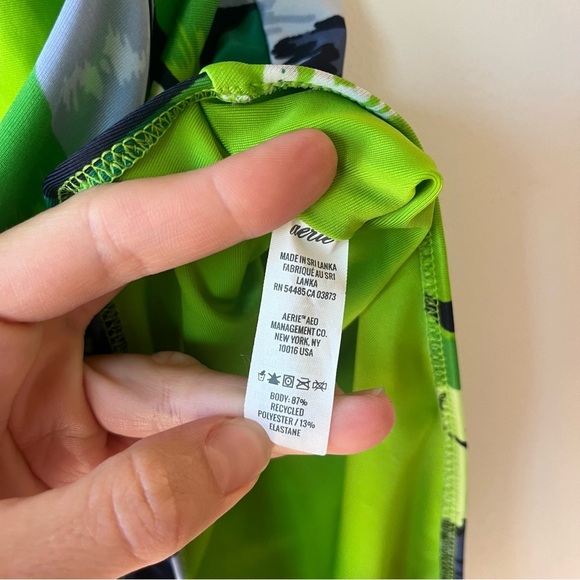 aerie
MADE IN SRI LANKA
FABRIQUÉ AU SRI
LANKA
RN 54485 CA 03873
AERIE™ AEO
MANAGEMENT CO.
NEW YORK, NY
10016 USA
BODY: 87%
RECYCLED
POLYESTER / 13%
ELASTANE